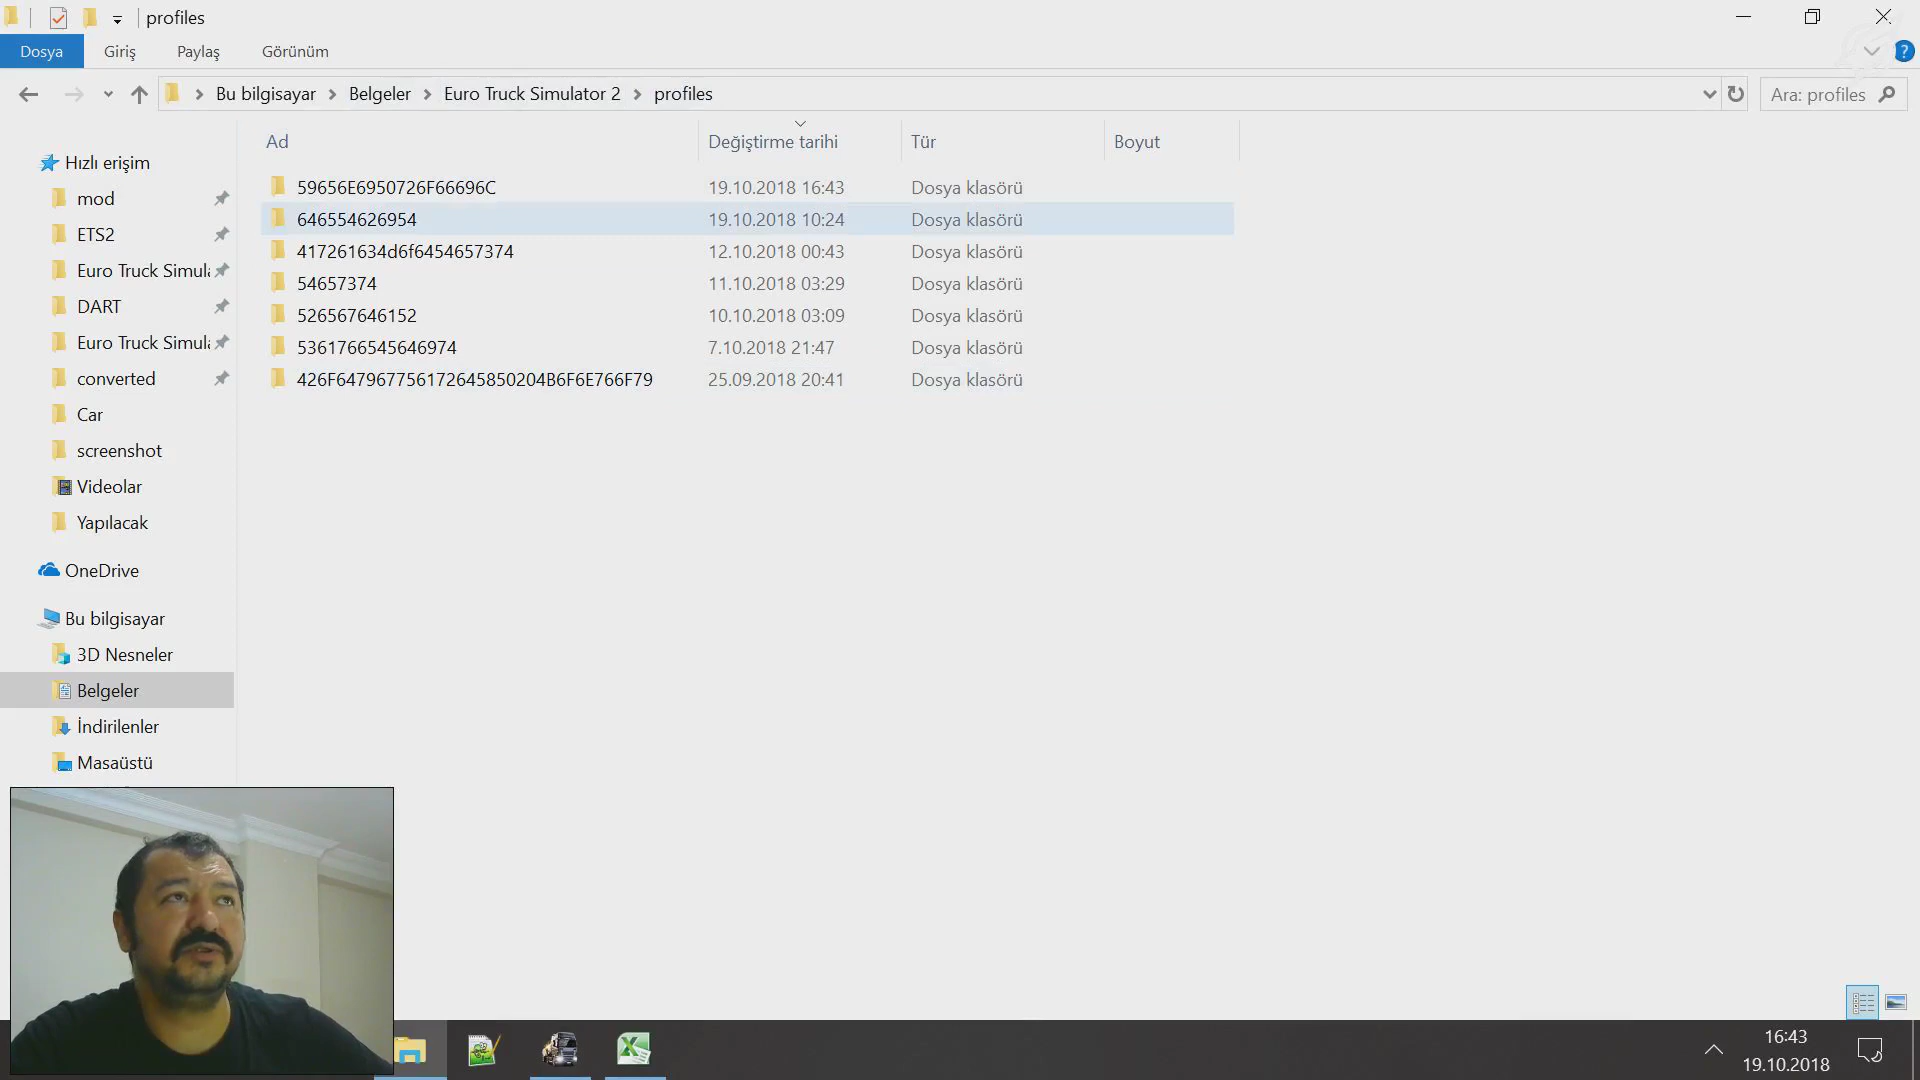 profiles
Dosya Giriş Paylaş Görünüm
Bu bilgisayar Belgeler Euro Truck Simulator 2 profiles
Ara: profiles
Ad Değiştirme tarihi Tür Boyut
59656E6950726F66696C 19.10.2018 16:43 Dosya klasörü
646554626954 19.10.2018 10:24 Dosya klasörü
417261634d6f6454657374 12.10.2018 00:43 Dosya klasörü
54657374 11.10.2018 03:29 Dosya klasörü
526567646152 10.10.2018 03:09 Dosya klasörü
5361766545646974 7.10.2018 21:47 Dosya klasörü
426F647967756172645850204B6F6E766F79 25.09.2018 20:41 Dosya klasörü
Hızlı erişim
mod
ETS2
Euro Truck Simula
DART
Euro Truck Simula
converted
Car
screenshot
Videolar
Yapılacak
OneDrive
Bu bilgisayar
3D Nesneler
Belgeler
İndirilenler
Masaüstü
16:43
19.10.2018